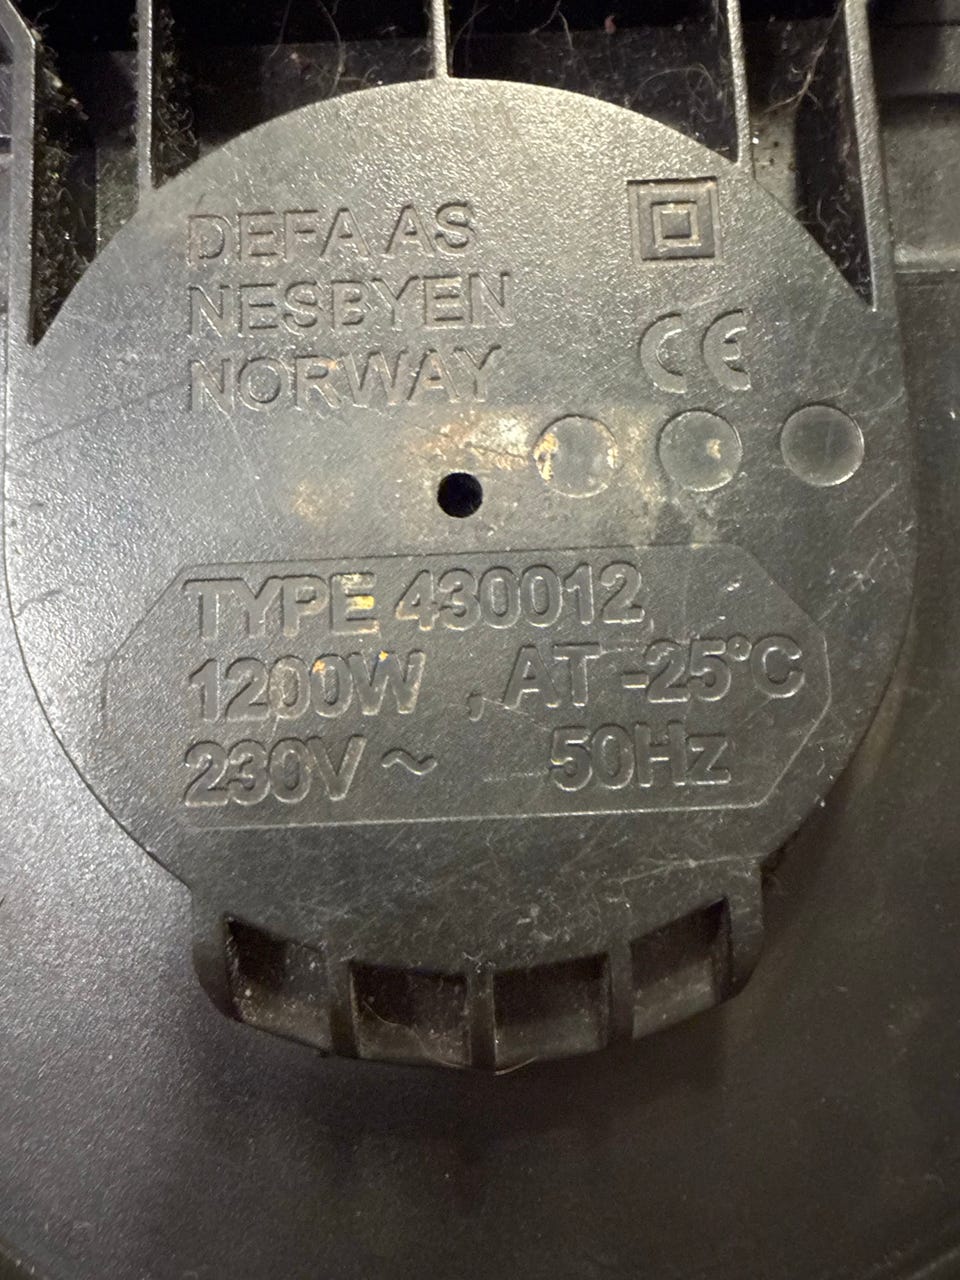 DEFA AS
NESBYEN
NORWAY
CE
TYPE 430012
1200W , AT -25°C
230V ~ 50Hz